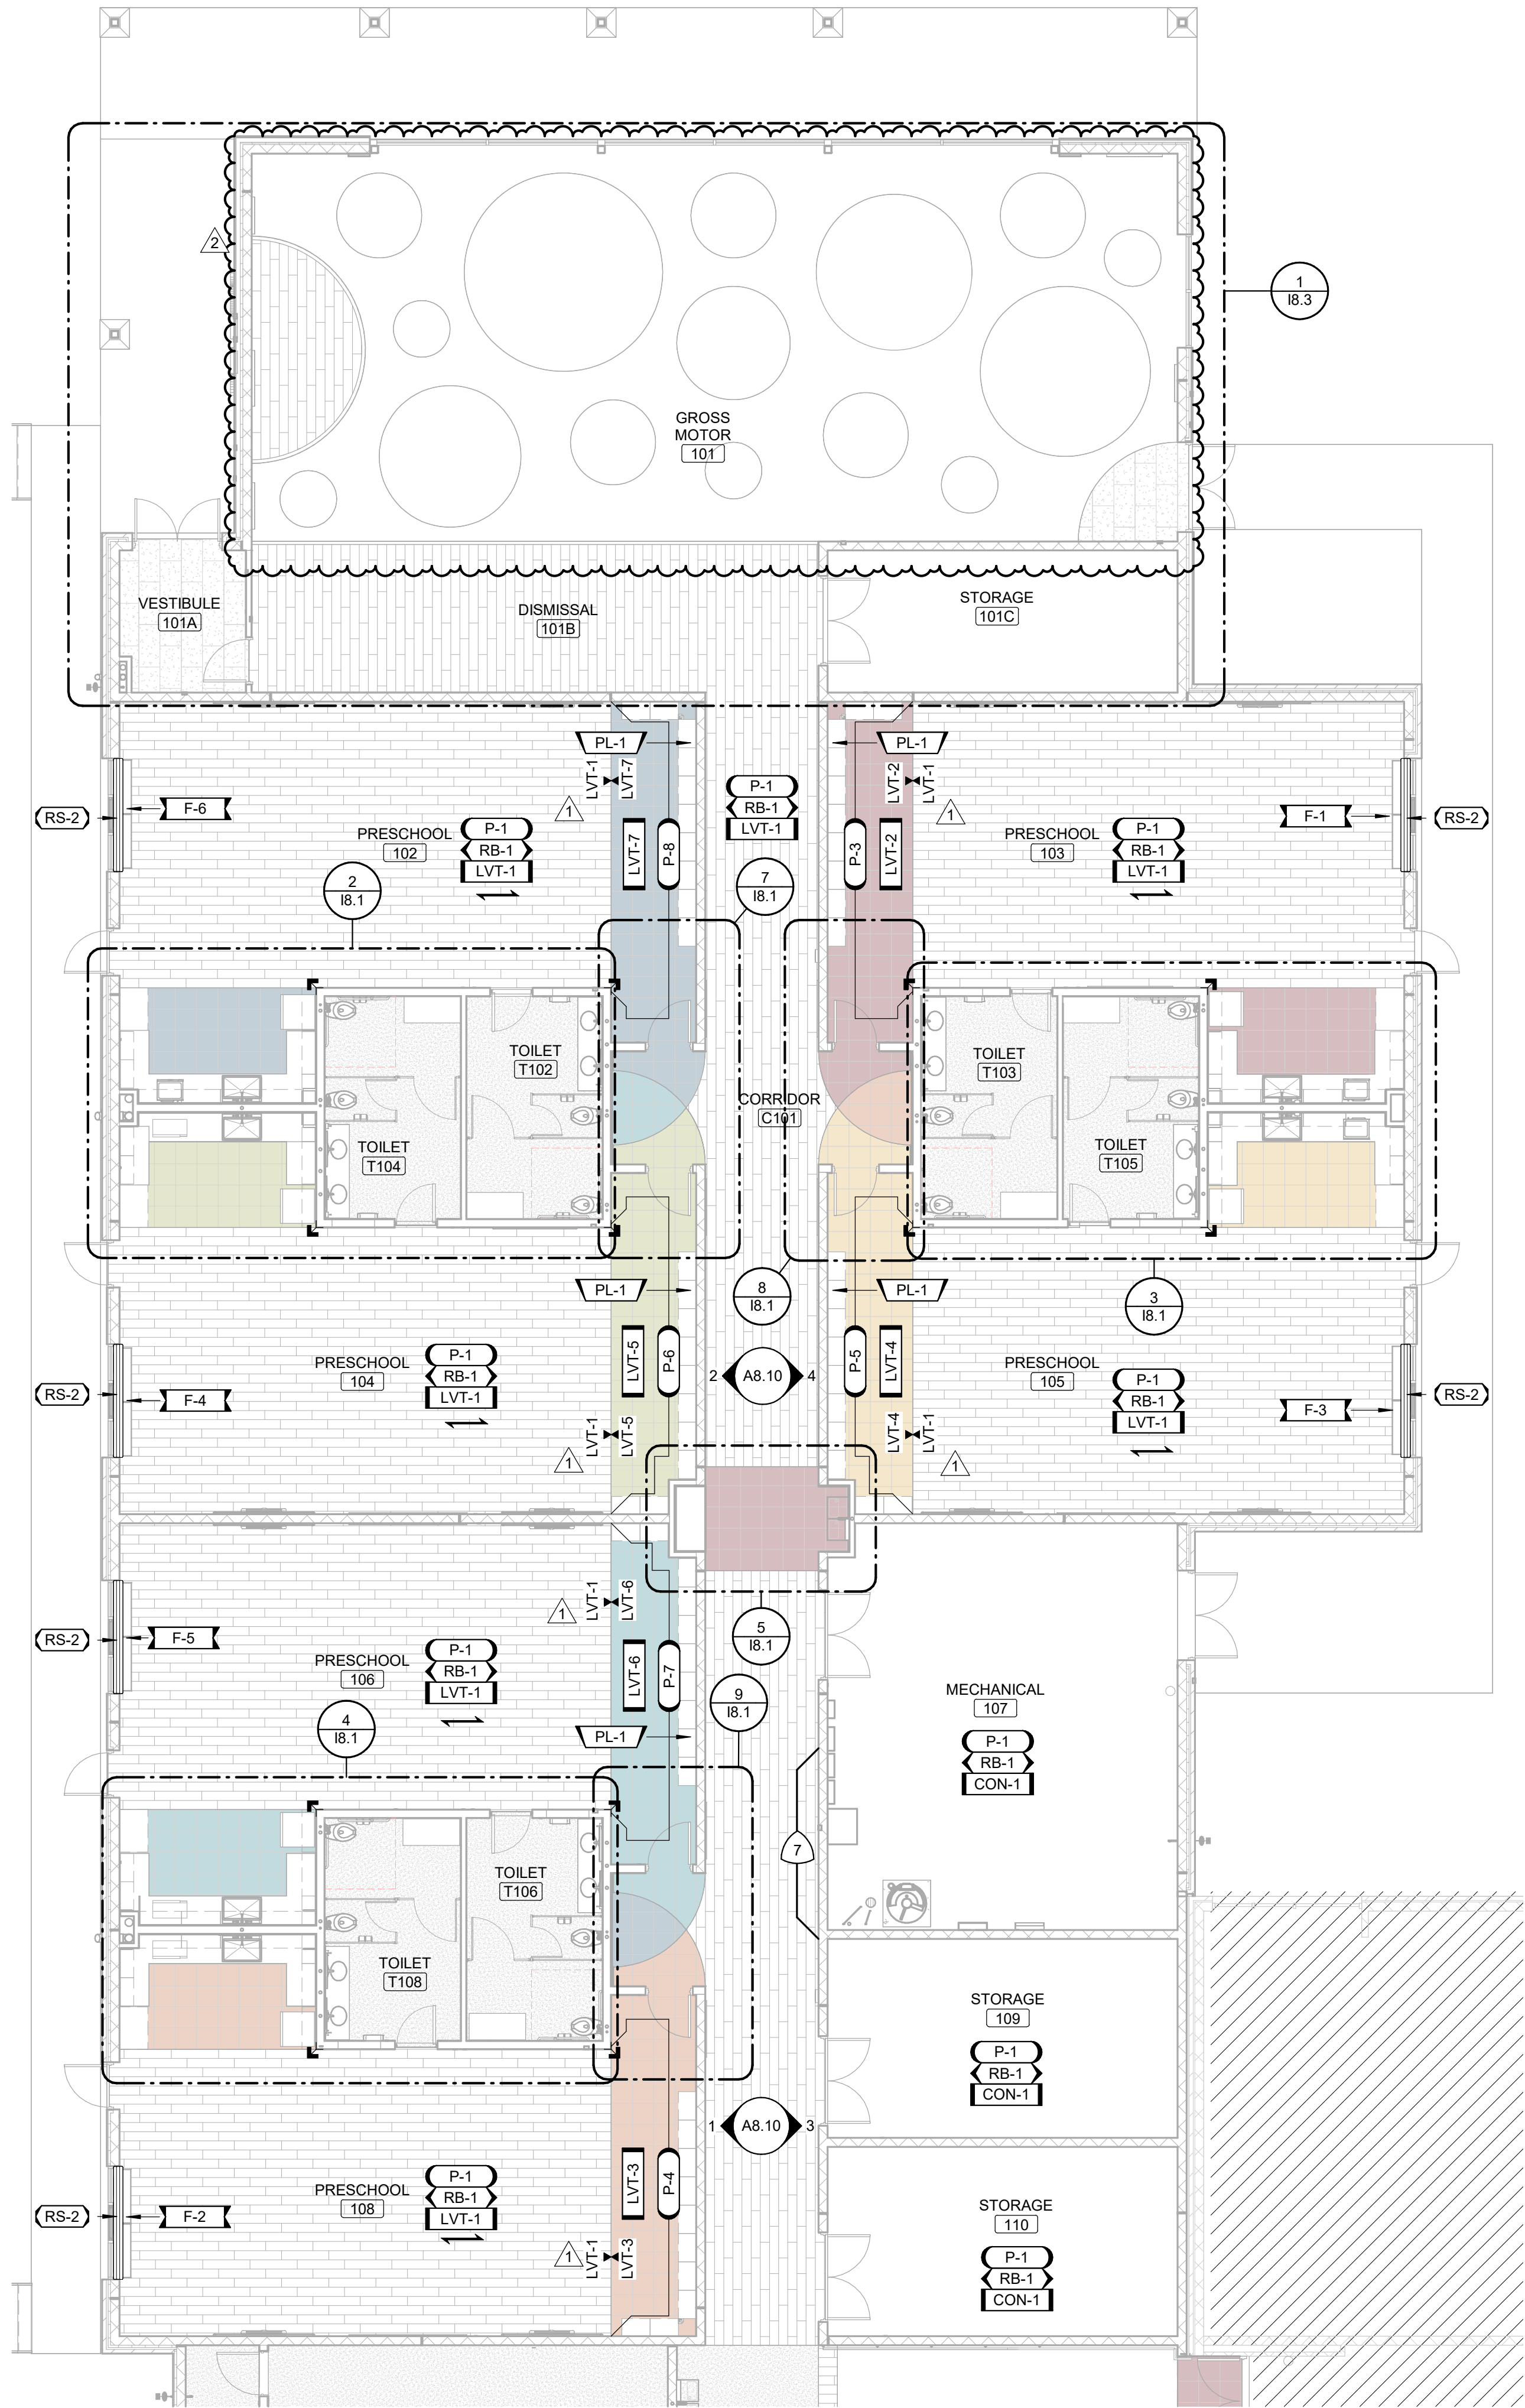 2
1
I8.3
GROSS
MOTOR
101
VESTIBULE
101A
DISMISSAL
101B
STORAGE
101C
PL-1
PL-1
LVT-1
LVT-7
LVT-2
LVT-1
1
1
RS-2
F-6
PRESCHOOL
102
P-1
RB-1
LVT-1
LVT-7
P-8
P-1
RB-1
LVT-1
P-3
LVT-2
PRESCHOOL
103
P-1
RB-1
LVT-1
F-1
RS-2
2
I8.1
7
I8.1
TOILET
T102
TOILET
T104
CORRIDOR
C101
TOILET
T103
TOILET
T105
PL-1
PL-1
8
I8.1
3
I8.1
RS-2
F-4
PRESCHOOL
104
P-1
RB-1
LVT-1
LVT-5
P-6
2
A8.10
4
P-5
LVT-4
PRESCHOOL
105
P-1
RB-1
LVT-1
F-3
RS-2
LVT-1
LVT-5
LVT-4
LVT-1
1
1
LVT-1
LVT-6
1
5
I8.1
RS-2
F-5
PRESCHOOL
106
P-1
RB-1
LVT-1
LVT-6
P-7
PL-1
9
I8.1
4
I8.1
MECHANICAL
107
P-1
RB-1
CON-1
7
TOILET
T106
TOILET
T108
STORAGE
109
P-1
RB-1
CON-1
1
A8.10
3
RS-2
F-2
PRESCHOOL
108
P-1
RB-1
LVT-1
LVT-3
P-4
LVT-1
LVT-3
1
STORAGE
110
P-1
RB-1
CON-1